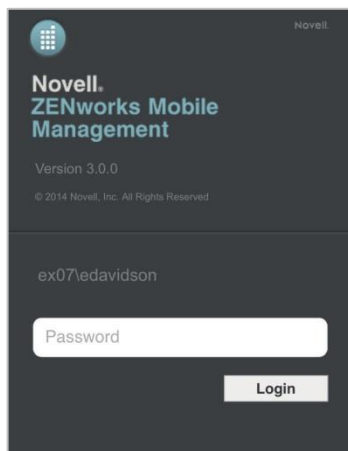 Novell.
Novell®
ZENworks Mobile
Management
Version 3.0.0
© 2014 Novell, Inc. All Rights Reserved
ex07\edavidson
Password
Login